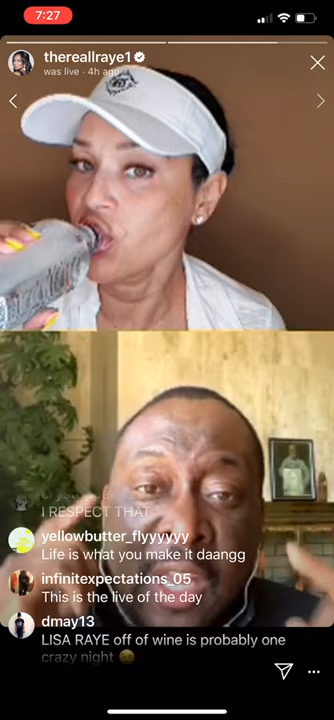 7:27
thereallraye1
was live · 4h ago
I RESPECT THAT
yellowbutter_flyyyyyy
Life is what you make it daangg
infinitexpectations_05
This is the live of the day
dmay13
LISA RAYE off of wine is probably one
crazy night 🥴